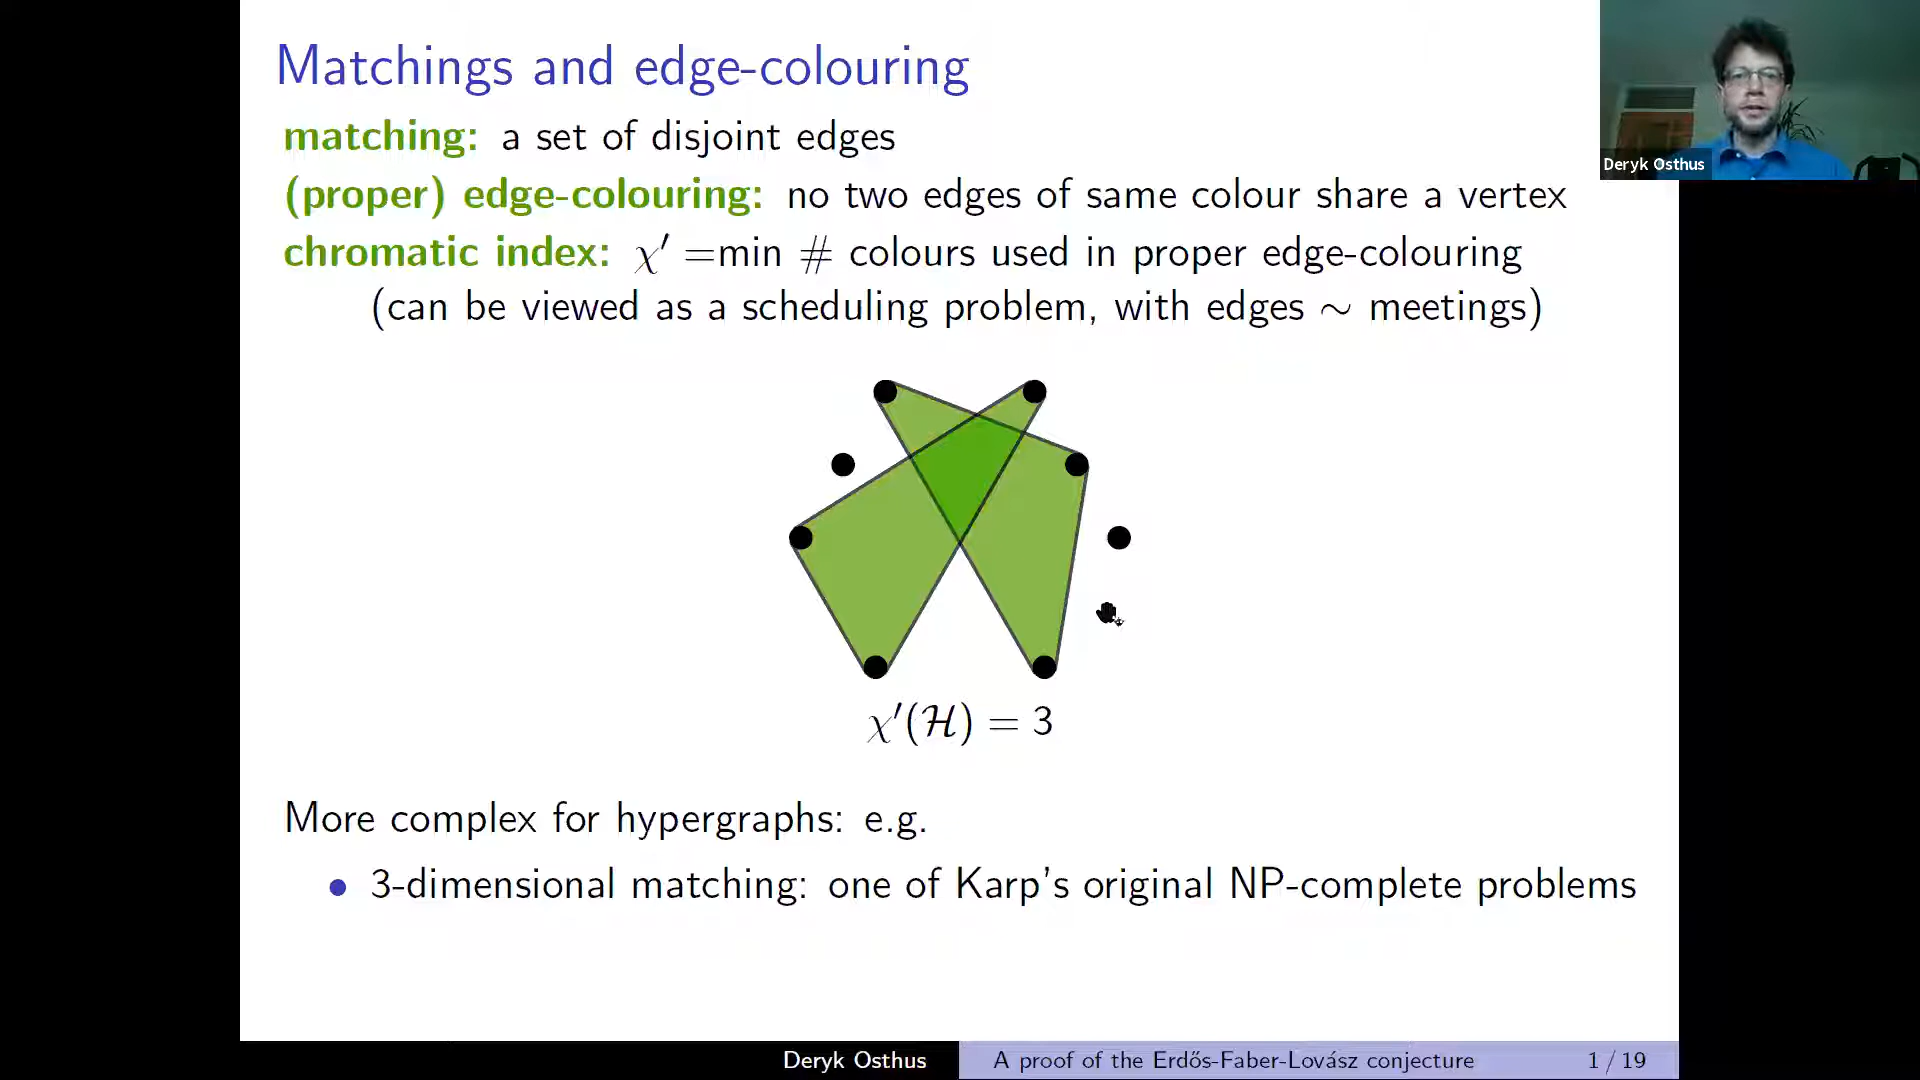 Matchings and edge-colouring
matching: a set of disjoint edges
(proper) edge-colouring: no two edges of same colour share a vertex
chromatic index: χ′ =min # colours used in proper edge-colouring
(can be viewed as a scheduling problem, with edges ∼ meetings)
Deryk Osthus
χ′(ℋ) = 3
More complex for hypergraphs: e.g.
• 3-dimensional matching: one of Karp's original NP-complete problems
Deryk Osthus
A proof of the Erdős-Faber-Lovász conjecture
1 / 19